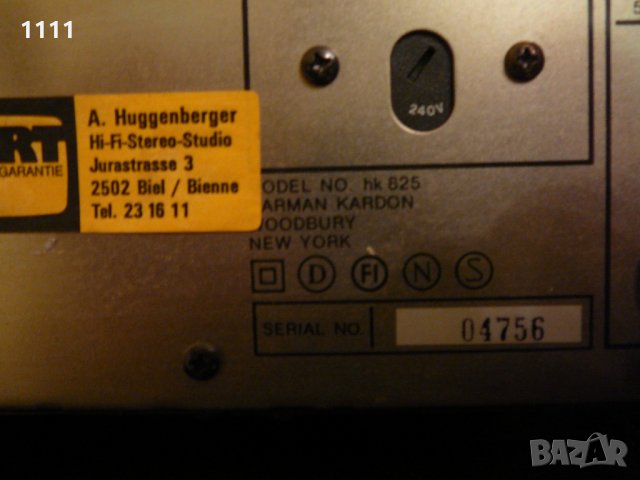 1111
240V
RT
GARANTIE
A. Huggenberger
Hi-Fi-Stereo-Studio
Jurastrasse 3
2502 Biel / Bienne
Tel. 23 16 11
ODEL NO. hk 825
ARMAN KARDON
OODBURY
NEW YORK
D FI N S
SERIAL NO. 04756
BAZAR